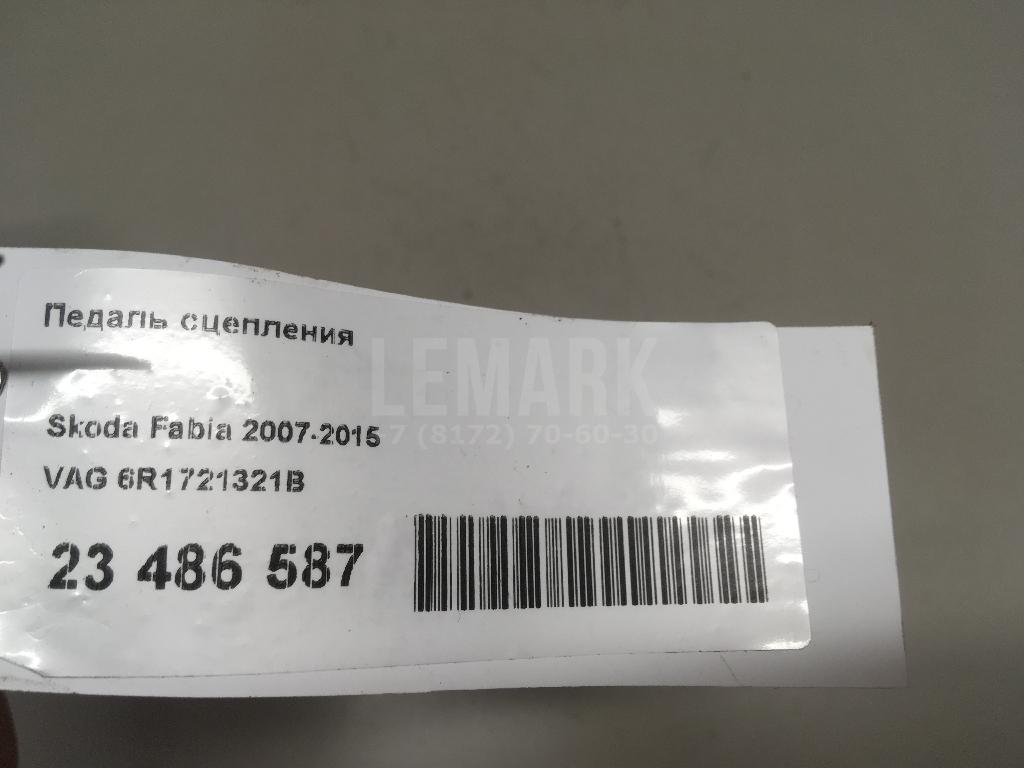 Педаль сцепления
LEMARK
Skoda Fabia 2007-2015
7 (8172) 70-60-30
VAG 6R1721321B
23 486 587